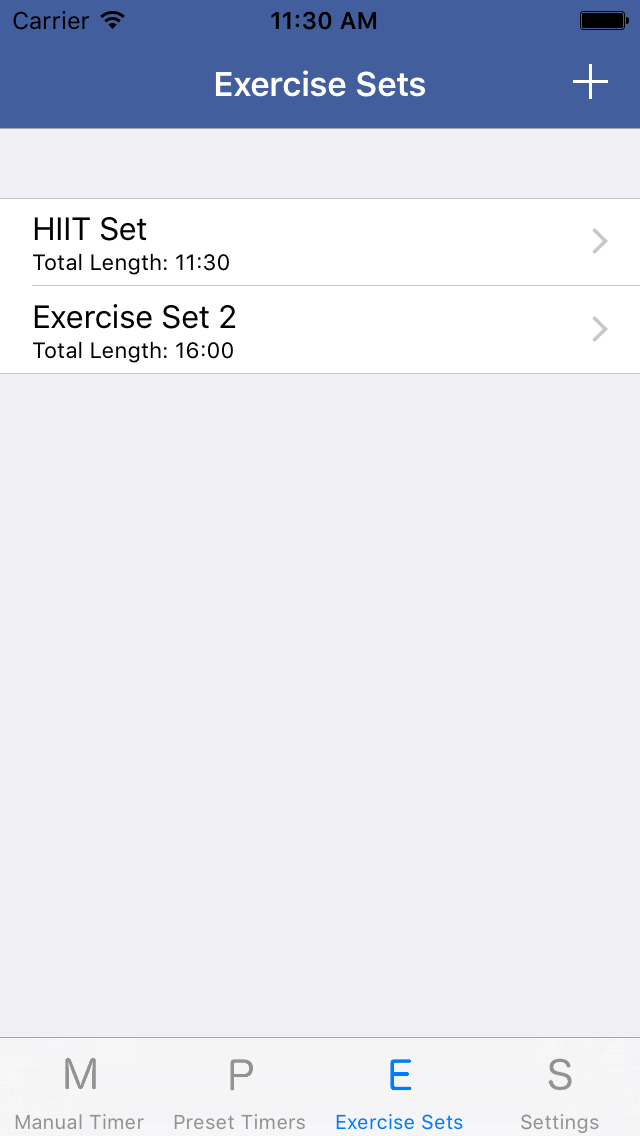 Carrier 11:30 AM
Exercise Sets
HIIT Set
Total Length: 11:30
Exercise Set 2
Total Length: 16:00
M P E S
Manual Timer Preset Timers Exercise Sets Settings